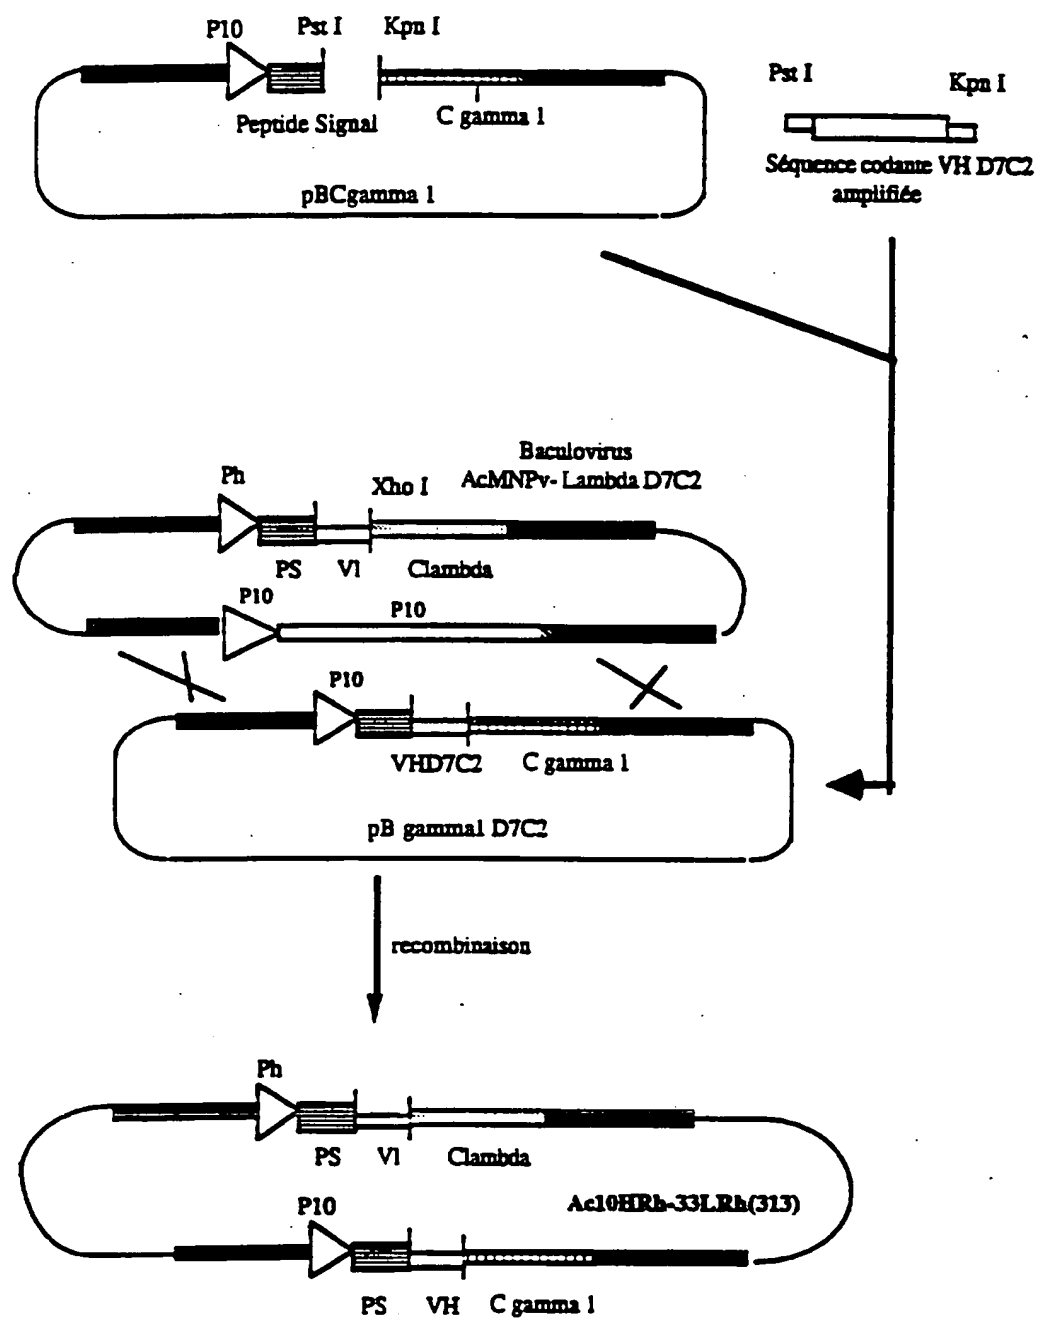 P10
Pst I
Kpn I
Peptide Signal
C gamma 1
pBCgamma 1
Pst I
Kpn I
Séquence codante VH D7C2
amplifiée
Baculovirus
AcMNPv- Lambda D7C2
Ph
Xho I
PS
Vl
Clambda
P10
P10
P10
VHD7C2
C gamma 1
pB gamma1 D7C2
recombinaison
Ph
PS
Vl
Clambda
P10
Ac10HRh-33LRh(313)
PS
VH
C gamma 1